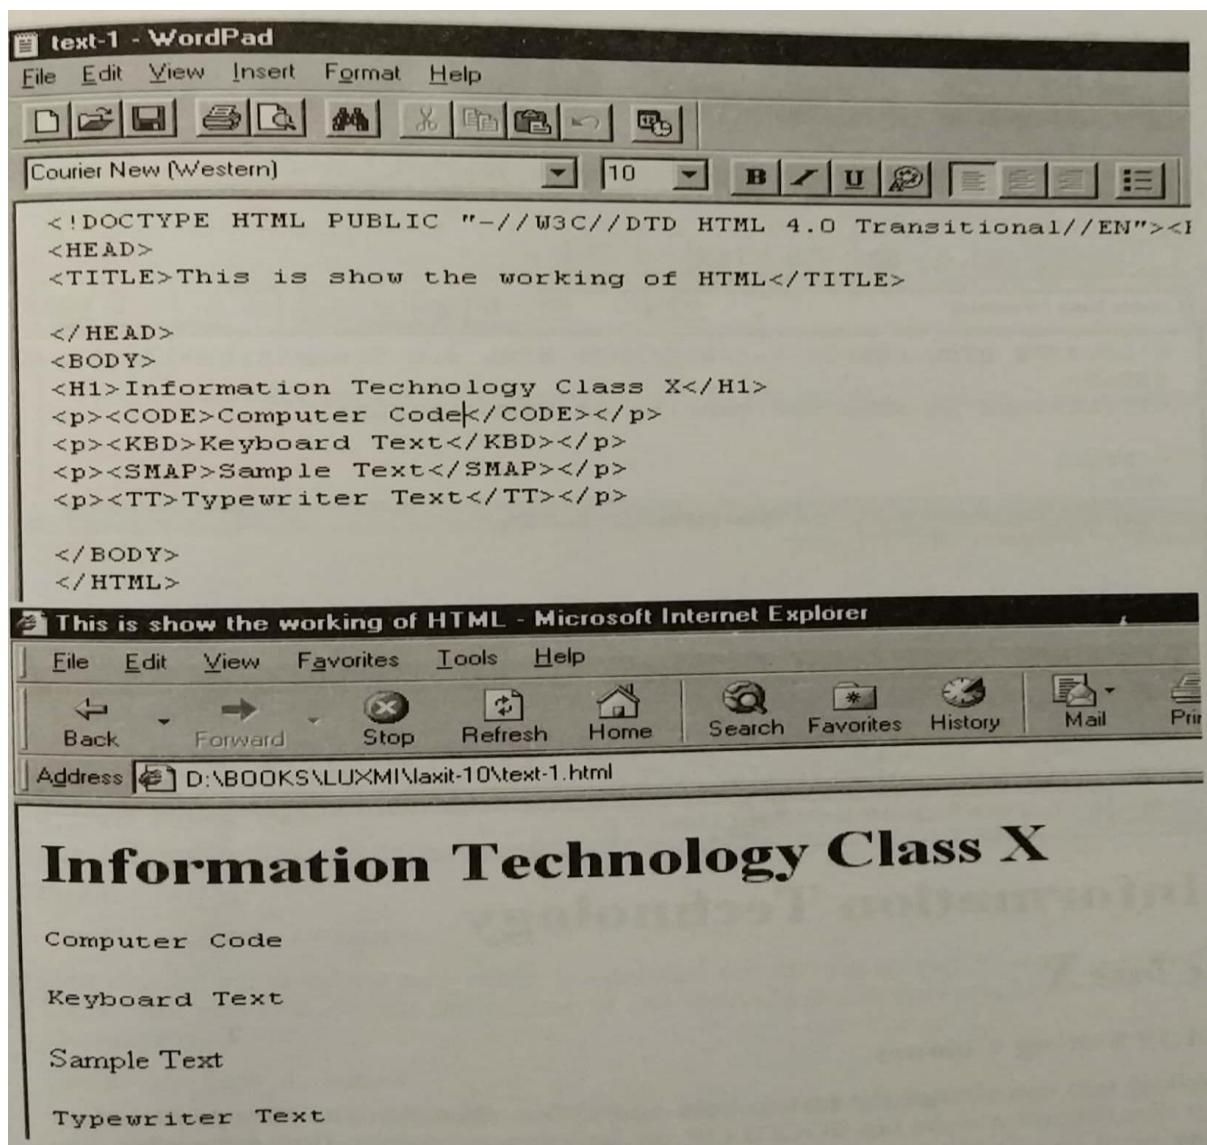 text-1 - WordPad
File Edit View Insert Format Help
Courier New (Western) 10 B I U
<!DOCTYPE HTML PUBLIC "-//W3C//DTD HTML 4.0 Transitional//EN"><
<HEAD>
<TITLE>This is show the working of HTML</TITLE>
</HEAD>
<BODY>
<H1>Information Technology Class X</H1>
<p><CODE>Computer Code</CODE></p>
<p><KBD>Keyboard Text</KBD></p>
<p><SMAP>Sample Text</SMAP></p>
<p><TT>Typewriter Text</TT></p>
</BODY>
</HTML>
This is show the working of HTML - Microsoft Internet Explorer
File Edit View Favorites Tools Help
Back Forward Stop Refresh Home Search Favorites History Mail Prin
Address D:\BOOKS\LUXMI\laxit-10\text-1.html
Information Technology Class X
Computer Code
Keyboard Text
Sample Text
Typewriter Text